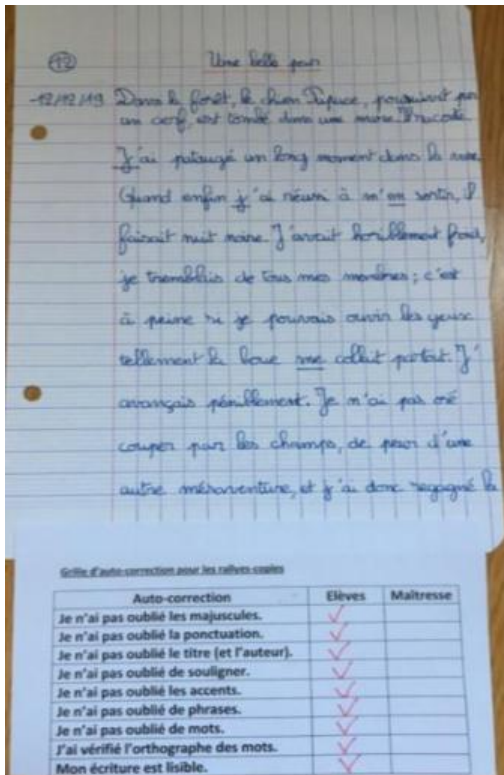 12
Une belle peur
12/12/19 Dans la forêt, le chien Papuce, poursuivi par
un cerf, est tombé dans une mare. Il raconte
J'ai pataugé un long moment dans la vase.
Quand enfin j'ai réussi à m'en sortir, il
faisait nuit noire. J'avait horriblement froid,
je tremblais de tous mes membres ; c'est
à peine si je pouvais ouvrir les yeux
tellement la boue me collait partout. J'
avançais péniblement. Je n'ai pas osé
couper par les champs, de peur d'une
autre mésaventure, et j'ai donc regagné la
Grille d'auto-correction pour les rallyes-copies
Auto-correction Elèves Maîtresse
Je n'ai pas oublié les majuscules.
Je n'ai pas oublié la ponctuation.
Je n'ai pas oublié le titre (et l'auteur).
Je n'ai pas oublié de souligner.
Je n'ai pas oublié les accents.
Je n'ai pas oublié de phrases.
Je n'ai pas oublié de mots.
J'ai vérifié l'orthographe des mots.
Mon écriture est lisible.